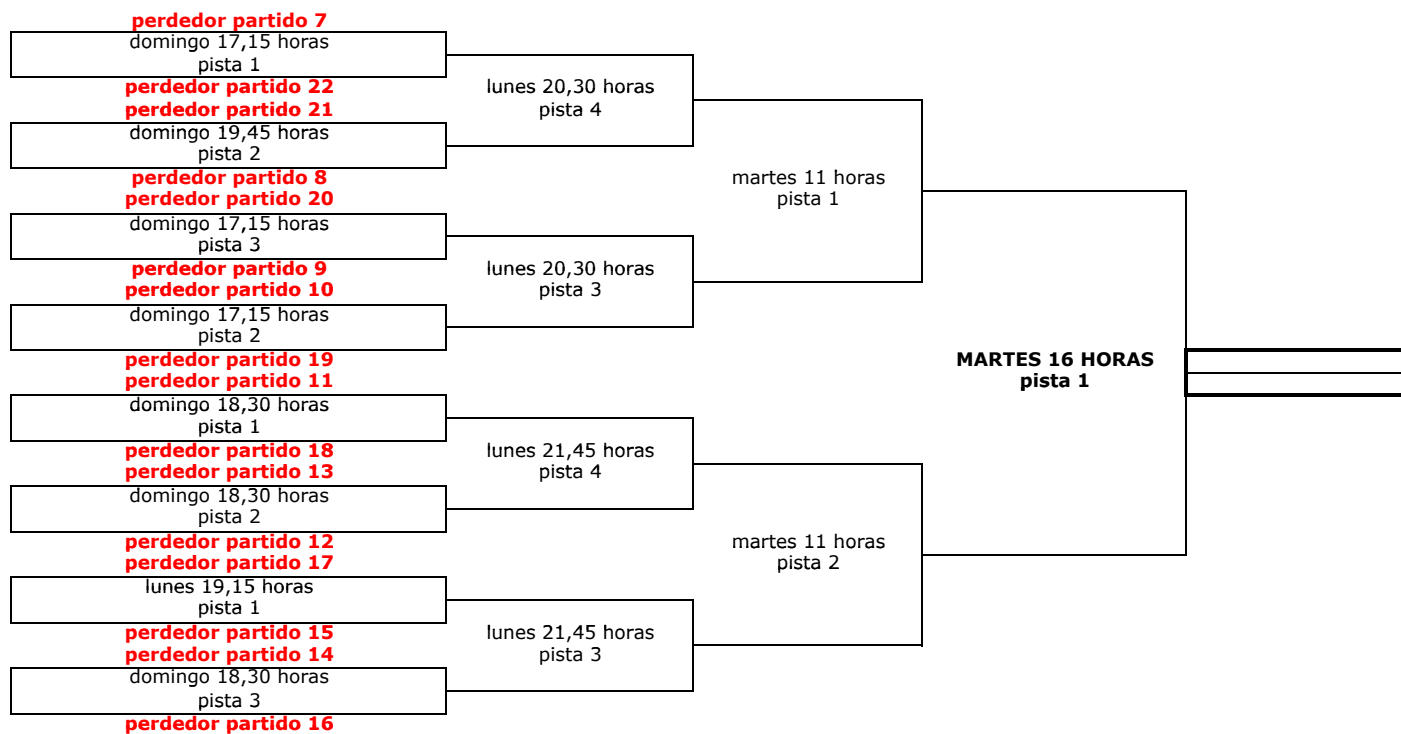 perdedor partido 7
domingo 17,15 horas
pista 1
perdedor partido 22
perdedor partido 21
domingo 19,45 horas
pista 2
perdedor partido 8
perdedor partido 20
domingo 17,15 horas
pista 3
perdedor partido 9
perdedor partido 10
domingo 17,15 horas
pista 2
perdedor partido 19
perdedor partido 11
domingo 18,30 horas
pista 1
perdedor partido 18
perdedor partido 13
domingo 18,30 horas
pista 2
perdedor partido 12
perdedor partido 17
lunes 19,15 horas
pista 1
perdedor partido 15
perdedor partido 14
domingo 18,30 horas
pista 3
perdedor partido 16
lunes 20,30 horas
pista 4
lunes 20,30 horas
pista 3
lunes 21,45 horas
pista 4
lunes 21,45 horas
pista 3
martes 11 horas
pista 1
martes 11 horas
pista 2
MARTES 16 HORAS
pista 1